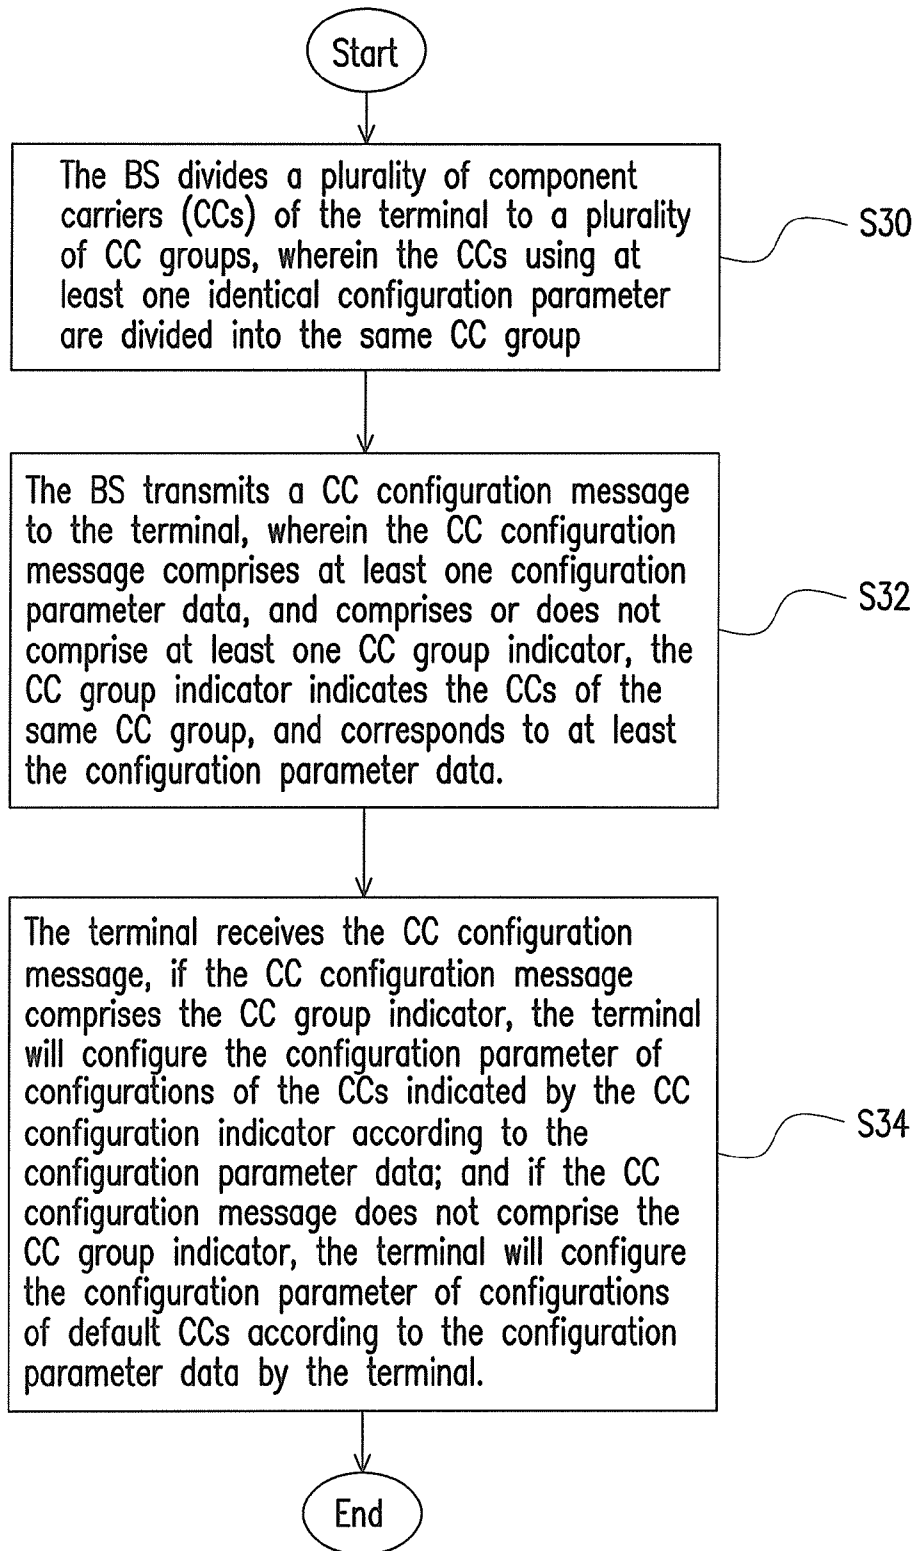 Start
The BS divides a plurality of component
carriers (CCs) of the terminal to a plurality
of CC groups, wherein the CCs using at
least one identical configuration parameter
are divided into the same CC group
S30
The BS transmits a CC configuration message
to the terminal, wherein the CC configuration
message comprises at least one configuration
parameter data, and comprises or does not
comprise at least one CC group indicator, the
CC group indicator indicates the CCs of the
same CC group, and corresponds to at least
the configuration parameter data.
S32
The terminal receives the CC configuration
message, if the CC configuration message
comprises the CC group indicator, the terminal
will configure the configuration parameter of
configurations of the CCs indicated by the CC
configuration indicator according to the
configuration parameter data; and if the CC
configuration message does not comprise the
CC group indicator, the terminal will configure
the configuration parameter of configurations
of default CCs according to the configuration
parameter data by the terminal.
S34
End